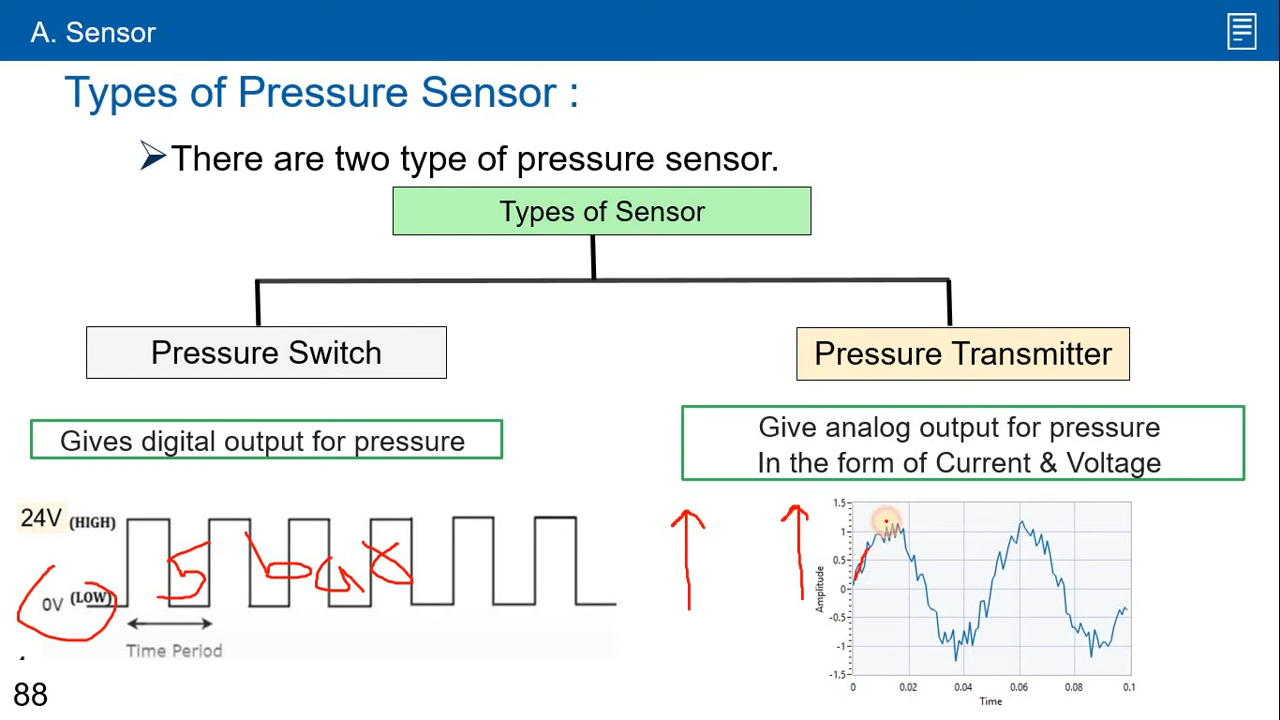 A. Sensor
Types of Pressure Sensor :
There are two type of pressure sensor.
Types of Sensor
Pressure Switch
Pressure Transmitter
Gives digital output for pressure
Give analog output for pressure
In the form of Current & Voltage
24V (HIGH)
0V (LOW)
5 bar
Time Period
1.5
1
0.5
0
-0.5
-1
-1.5
Amplitude
0 0.02 0.04 0.06 0.08 0.1
Time
88